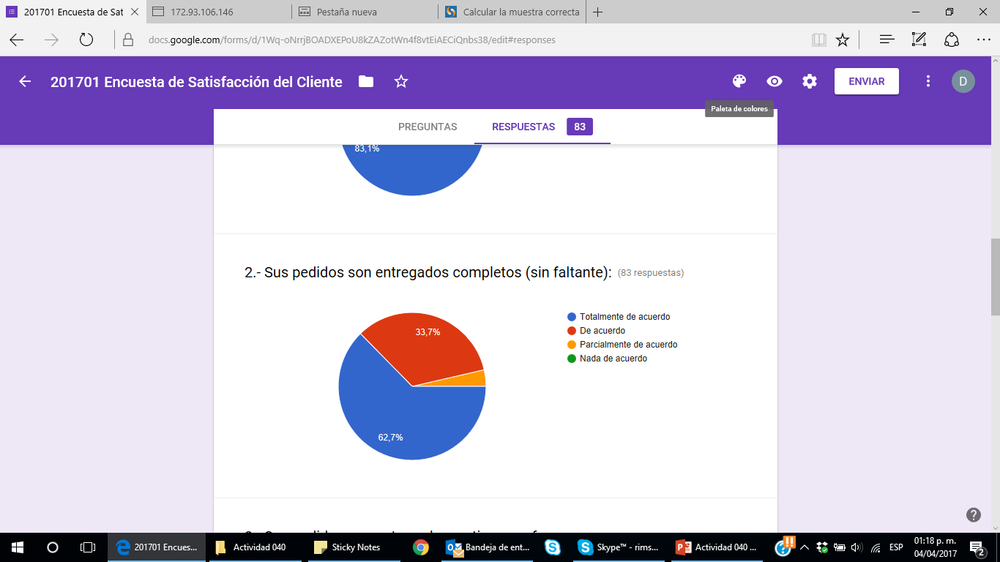 201701 Encuesta de Sat
172.93.106.146
Pestaña nueva
Calcular la muestra correcta
docs.google.com/forms/d/1Wq-oNrrjBOADXEPoU8kZAZotWn4f8vtEiAECiQnbs38/edit#responses
201701 Encuesta de Satisfacción del Cliente
ENVIAR
D
Paleta de colores
PREGUNTAS
RESPUESTAS 83
83,1%
2.- Sus pedidos son entregados completos (sin faltante): (83 respuestas)
Totalmente de acuerdo
De acuerdo
Parcialmente de acuerdo
Nada de acuerdo
33,7%
62,7%
201701 Encues...
Actividad 040
Sticky Notes
Bandeja de ent...
Skype™ - rims...
Actividad 040 ...
ESP
01:18 p. m.
04/04/2017
2